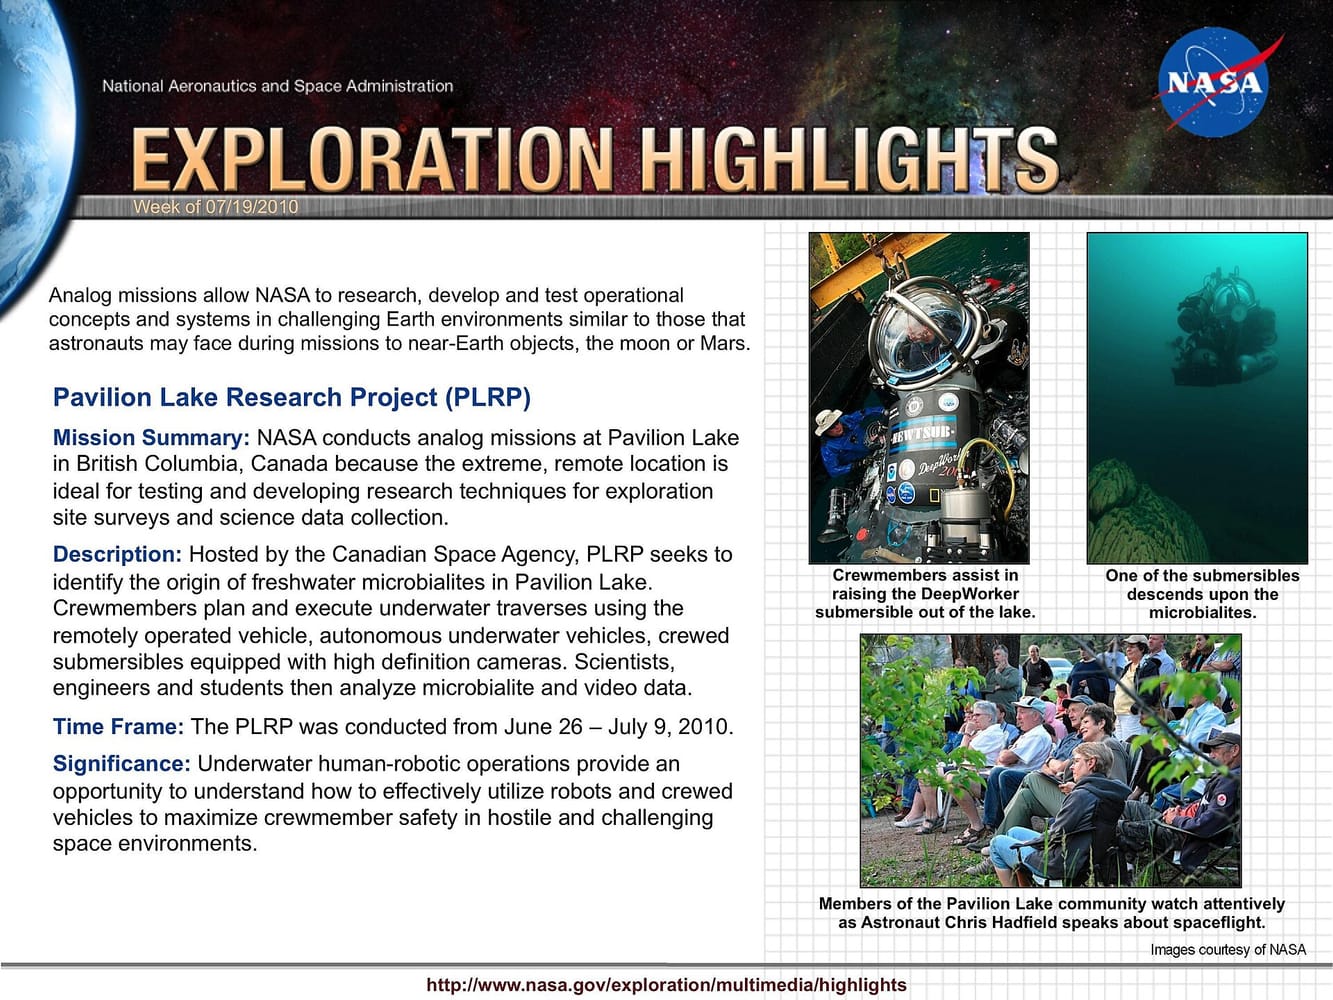 National Aeronautics and Space Administration
NASA
EXPLORATION HIGHLIGHTS
Week of 07/19/2010
Analog missions allow NASA to research, develop and test operational
concepts and systems in challenging Earth environments similar to those that
astronauts may face during missions to near-Earth objects, the moon or Mars.
Pavilion Lake Research Project (PLRP)
Mission Summary: NASA conducts analog missions at Pavilion Lake
in British Columbia, Canada because the extreme, remote location is
ideal for testing and developing research techniques for exploration
site surveys and science data collection.
Description: Hosted by the Canadian Space Agency, PLRP seeks to
identify the origin of freshwater microbialites in Pavilion Lake.
Crewmembers plan and execute underwater traverses using the
remotely operated vehicle, autonomous underwater vehicles, crewed
submersibles equipped with high definition cameras. Scientists,
engineers and students then analyze microbialite and video data.
Time Frame: The PLRP was conducted from June 26 – July 9, 2010.
Significance: Underwater human-robotic operations provide an
opportunity to understand how to effectively utilize robots and crewed
vehicles to maximize crewmember safety in hostile and challenging
space environments.
Crewmembers assist in
raising the DeepWorker
submersible out of the lake.
One of the submersibles
descends upon the
microbialites.
Members of the Pavilion Lake community watch attentively
as Astronaut Chris Hadfield speaks about spaceflight.
Images courtesy of NASA
http://www.nasa.gov/exploration/multimedia/highlights